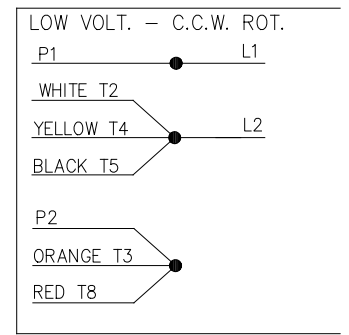 LOW VOLT. – C.C.W. ROT.
P1 L1
WHITE T2
YELLOW T4 L2
BLACK T5
P2
ORANGE T3
RED T8